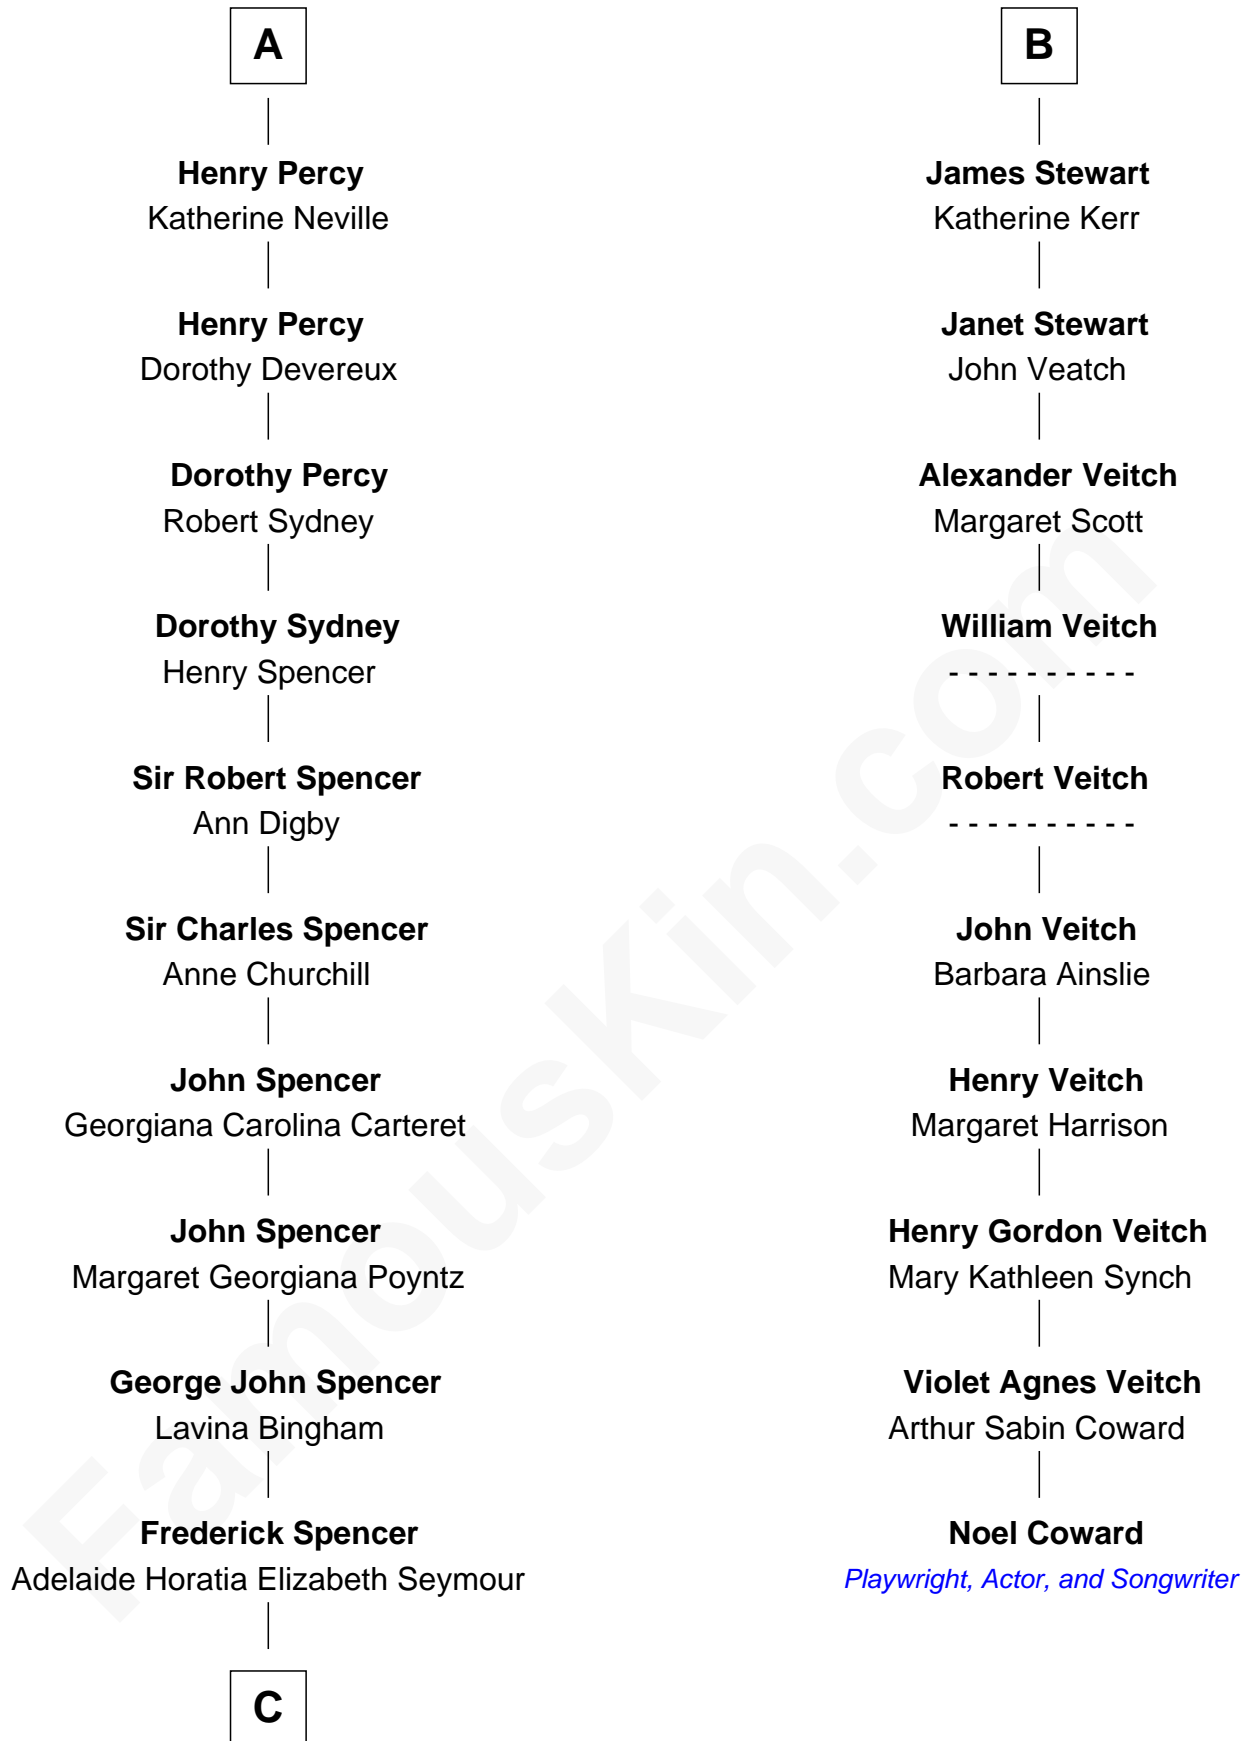 A
Henry Percy
Katherine Neville
Henry Percy
Dorothy Devereux
Dorothy Percy
Robert Sydney
Dorothy Sydney
Henry Spencer
Sir Robert Spencer
Ann Digby
Sir Charles Spencer
Anne Churchill
John Spencer
Georgiana Carolina Carteret
John Spencer
Margaret Georgiana Poyntz
George John Spencer
Lavina Bingham
Frederick Spencer
Adelaide Horatia Elizabeth Seymour
C
B
James Stewart
Katherine Kerr
Janet Stewart
John Veatch
Alexander Veitch
Margaret Scott
William Veitch
- - - - - - - - - -
Robert Veitch
- - - - - - - - - -
John Veitch
Barbara Ainslie
Henry Veitch
Margaret Harrison
Henry Gordon Veitch
Mary Kathleen Synch
Violet Agnes Veitch
Arthur Sabin Coward
Noel Coward
Playwright, Actor, and Songwriter
FamousKin.com